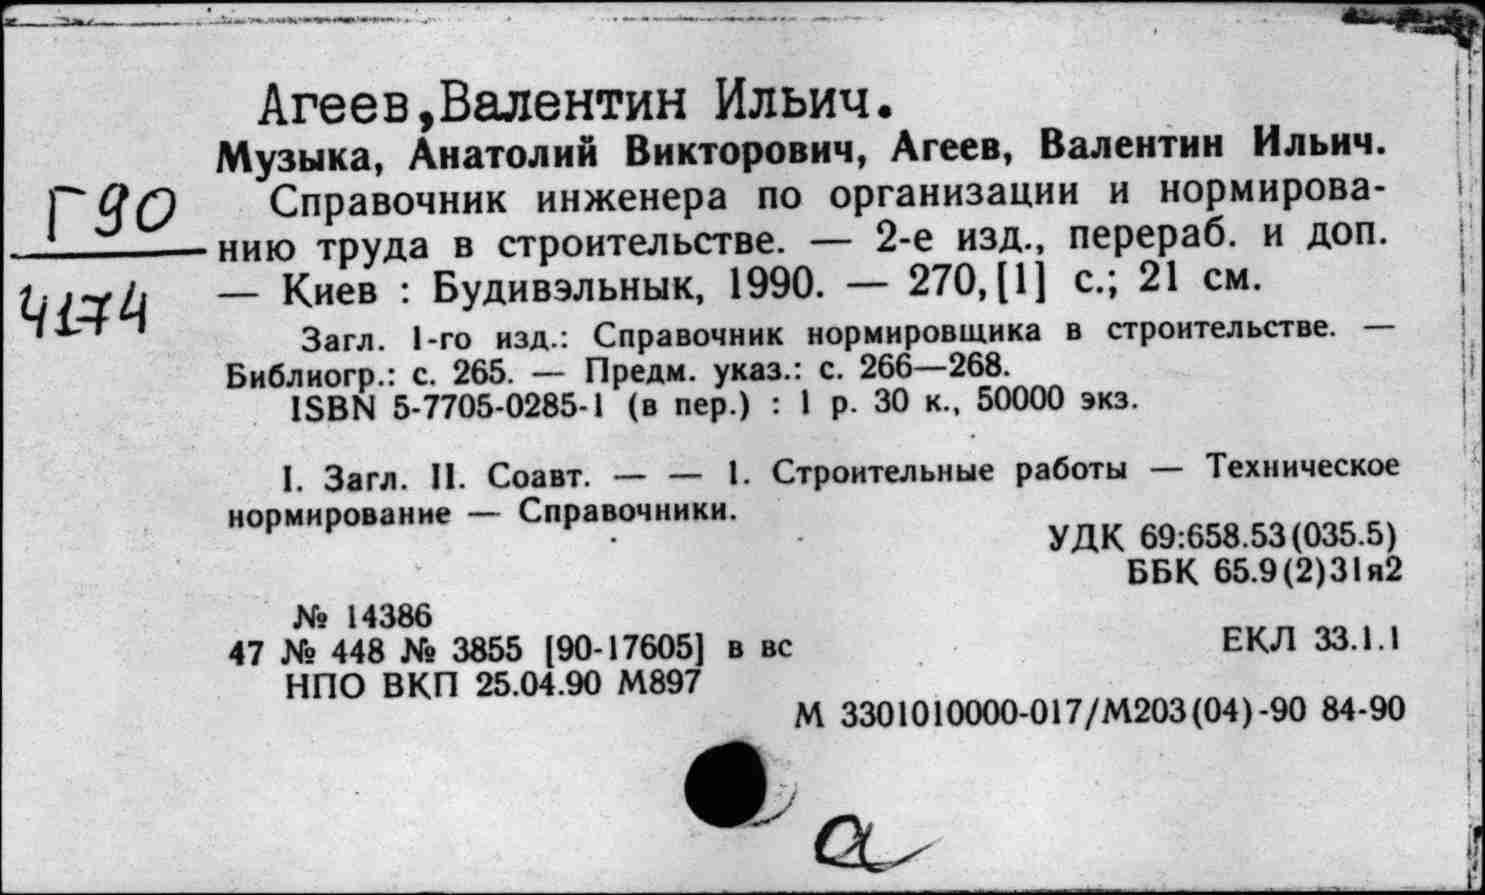 Агеев,Валентин Ильич.
Музыка, Анатолий Викторович, Агеев, Валентин Ильич.
Г90
4174
Справочник инженера по организации и нормирова-
нию труда в строительстве. — 2-е изд., перераб. и доп.
— Киев : Будивэльнык, 1990. — 270,[1] с.; 21 см.
Загл. 1-го изд.: Справочник нормировщика в строительстве. —
Библиогр.: с. 265. — Предм. указ.: с. 266—268.
ISBN 5-7705-0285-1 (в пер.) : 1 р. 30 к., 50000 экз.
I. Загл. II. Соавт. — — 1. Строительные работы — Техническое
нормирование — Справочники.
УДК 69:658.53(035.5)
ББК 65.9(2)31я2
№ 14386
47 № 448 № 3855 [90-17605] в вс
ЕКЛ 33.1.1
НПО ВКП 25.04.90 М897
М 3301010000-017/М203(04)-90 84-90
а